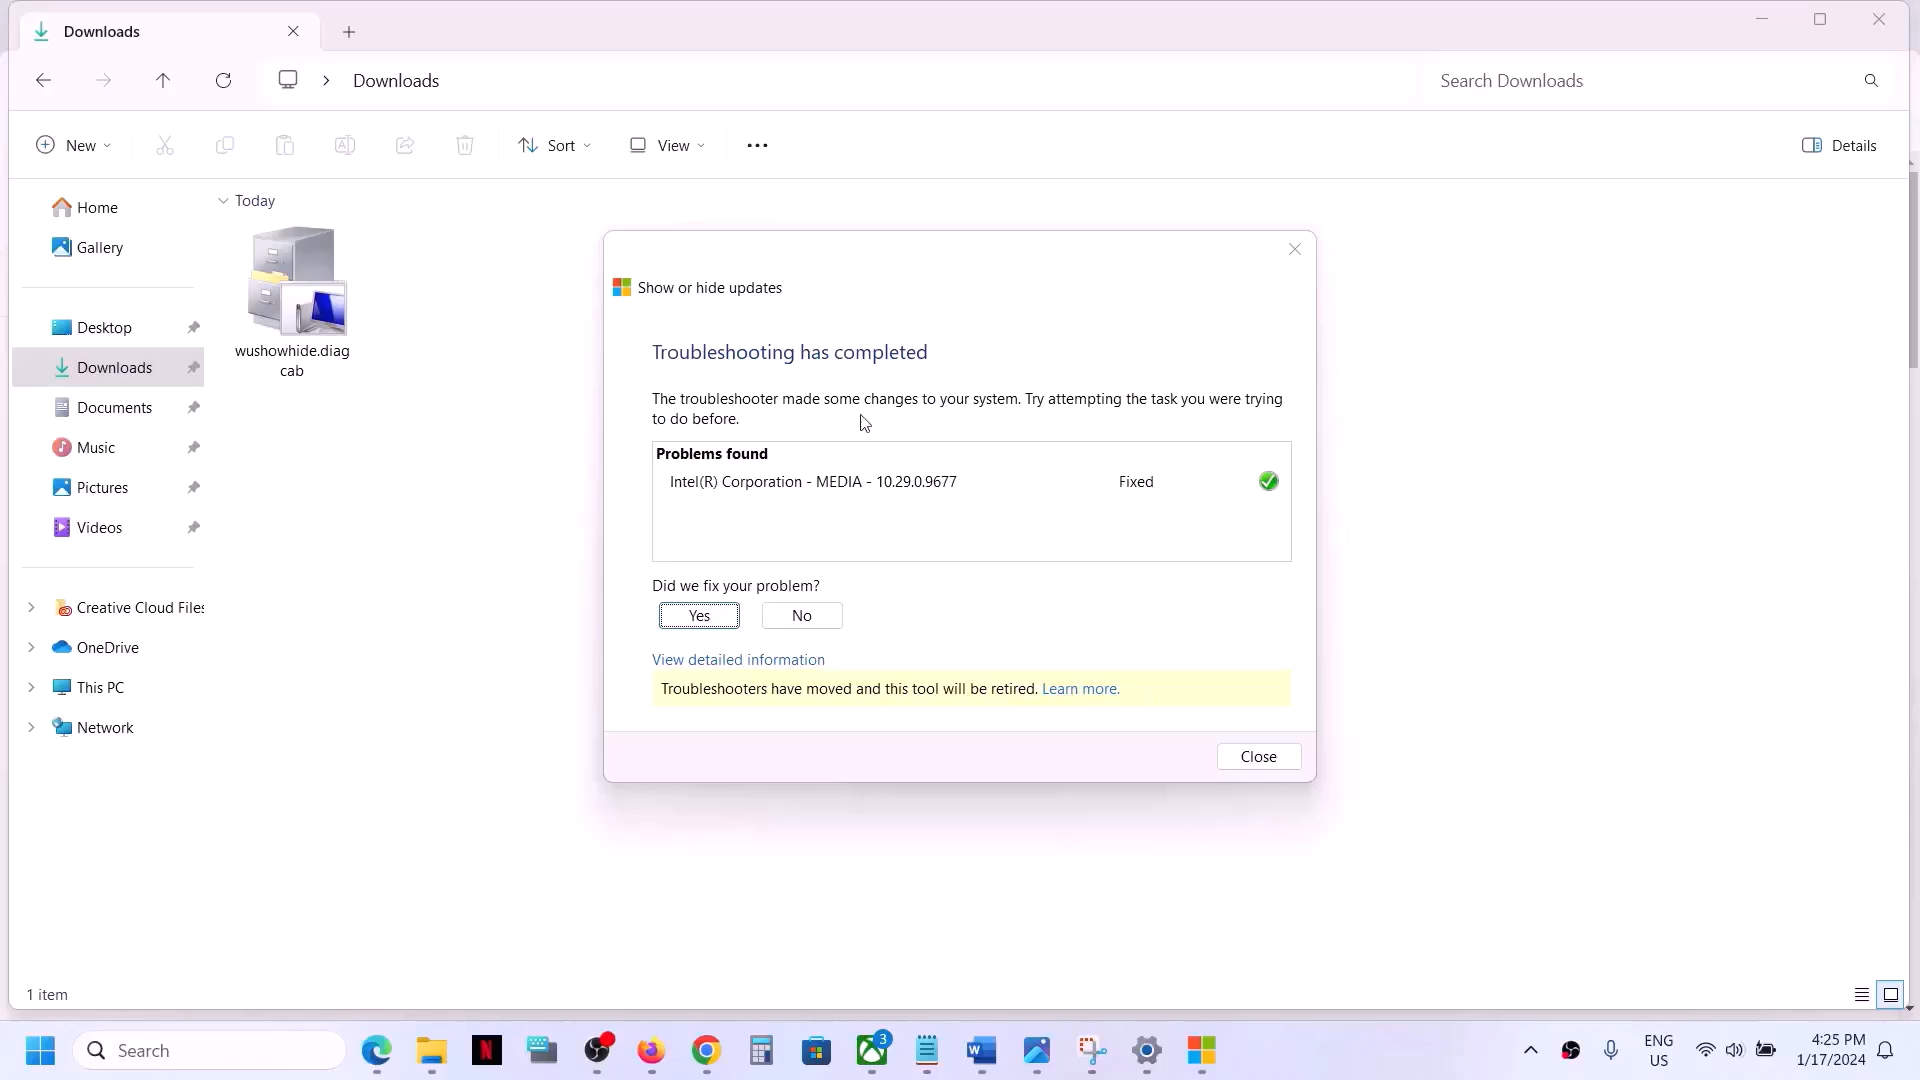 Downloads
Downloads
Search Downloads
New
Sort
View
Details
Home
Gallery
Desktop
Downloads
Documents
Music
Pictures
Videos
Creative Cloud Files
OneDrive
This PC
Network
Today
wushowhide.diag
cab
Show or hide updates
Troubleshooting has completed
The troubleshooter made some changes to your system. Try attempting the task you were trying
to do before.
Problems found
Intel(R) Corporation - MEDIA - 10.29.0.9677 Fixed
Did we fix your problem?
Yes No
View detailed information
Troubleshooters have moved and this tool will be retired. Learn more.
Close
1 item
Search
N
3
W
ENG
US
4:25 PM
1/17/2024